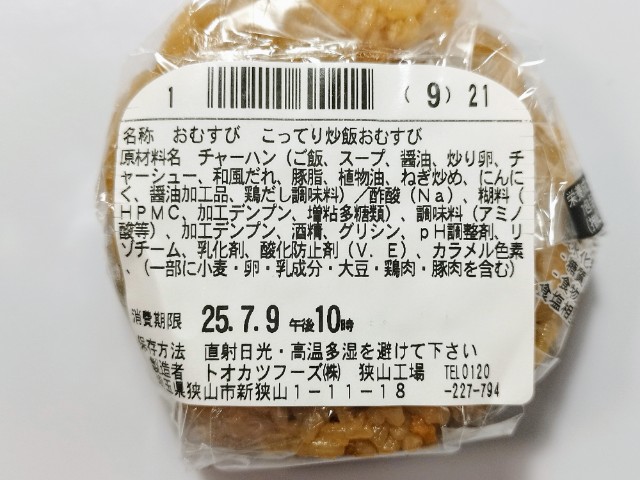 1 (9) 21
名称 おむすび こってり炒飯おむすび
原材料名 チャーハン(ご飯、スープ、醤油、炒り卵、チ
ャーシュー、和風だれ、豚脂、植物油、ねぎ炒め、にんに
く、醤油加工品、鶏だし調味料)/酢酸(Na)、糊料(
HPMC、加工デンプン、増粘多糖類)、調味料(アミノ
酸等)、加工デンプン、酒精、グリシン、pH調整剤、リ
ゾチーム、乳化剤、酸化防止剤(V.E)、カラメル色素
、(一部に小麦・卵・乳成分・大豆・鶏肉・豚肉を含む)
消費期限 25.7.9 午後10時
保存方法 直射日光・高温多湿を避けて下さい
製造者 トオカツフーズ㈱ 狭山工場 TEL0120
玉県狭山市新狭山1-11-18 -227-794